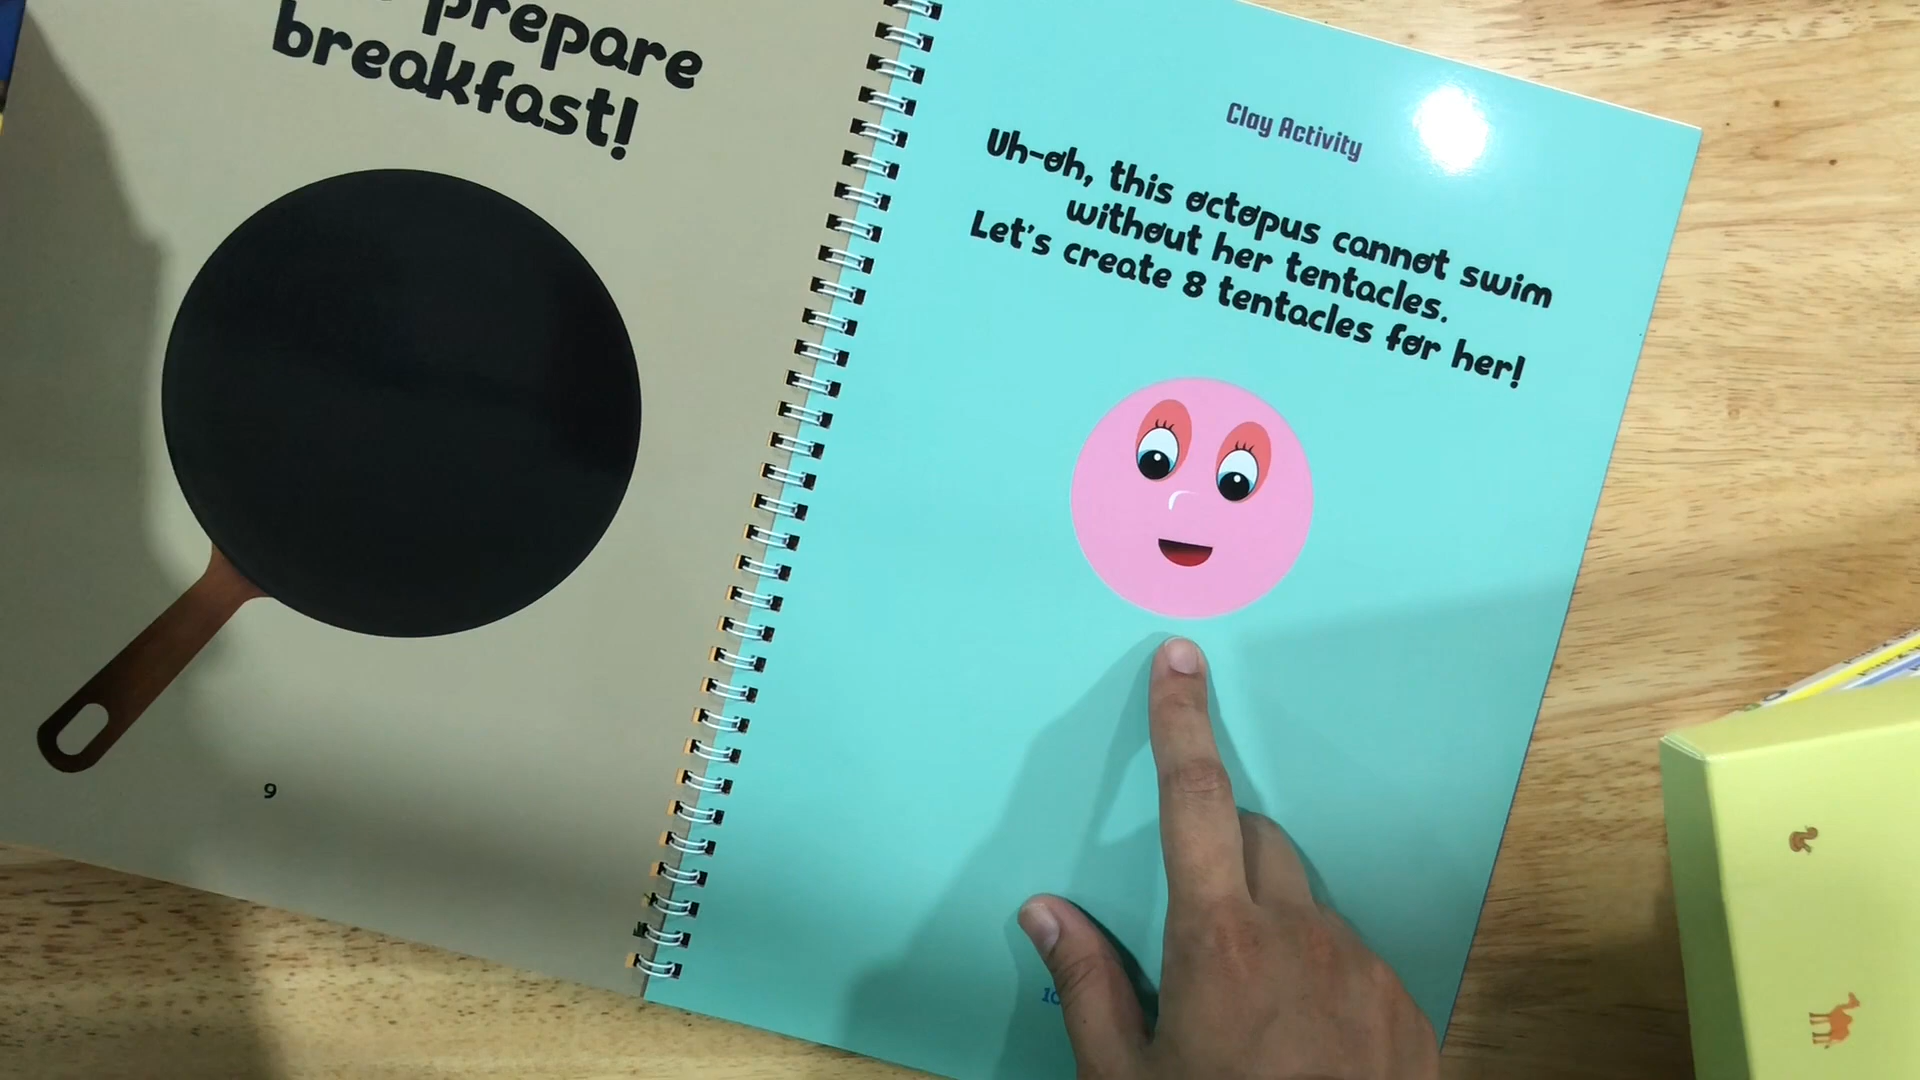 prepare
breakfast!
9
Clay Activity
Uh-oh, this octopus cannot swim
without her tentacles.
Let's create 8 tentacles for her!
10